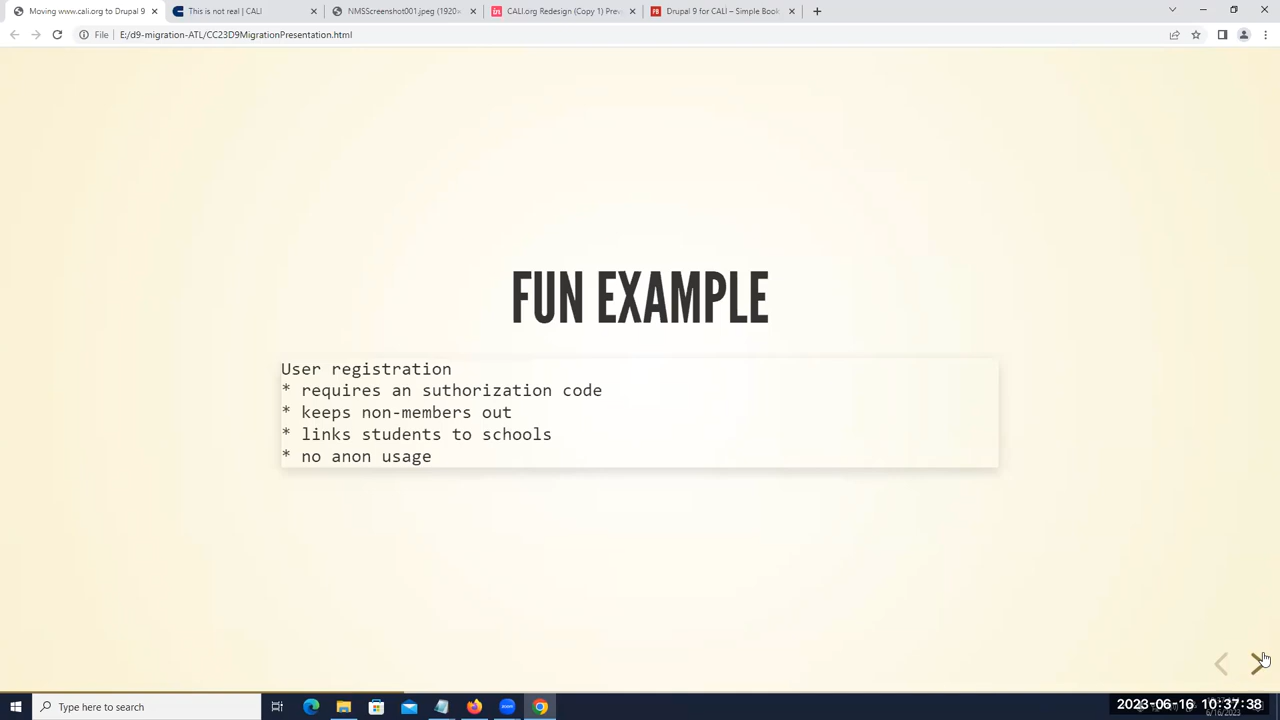 Moving www.cali.org to Drupal 9
This is not real | CALI
NMSScreenshot001.jpeg (1920
CALI.org Redesign (Copy 1) Prev
Drupal 9 for CALI – Simple Book
File
E:/d9-migration-ATL/CC23D9MigrationPresentation.html
FUN EXAMPLE
User registration
* requires an suthorization code
* keeps non-members out
* links students to schools
* no anon usage
Type here to search
zoom
2023-06-16 10:37:38